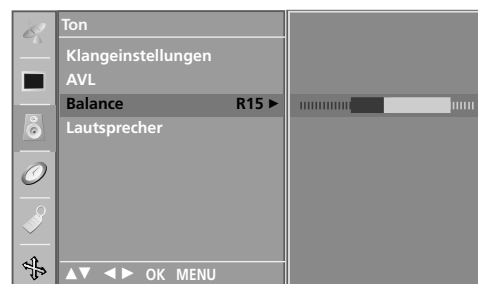 Ton
Klangeinstellungen
AVL
Balance R15 ►
Lautsprecher
▲▼ ◄► OK MENU